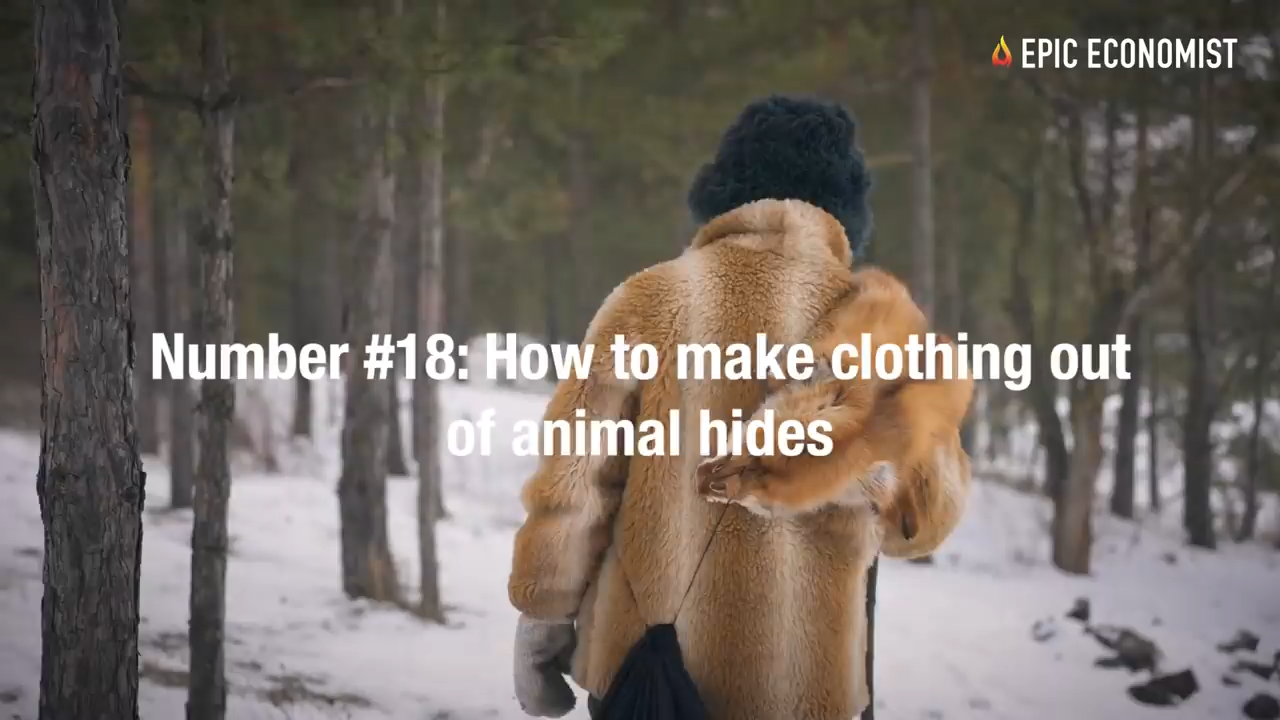 EPIC ECONOMIST
Number #18: How to make clothing out
of animal hides